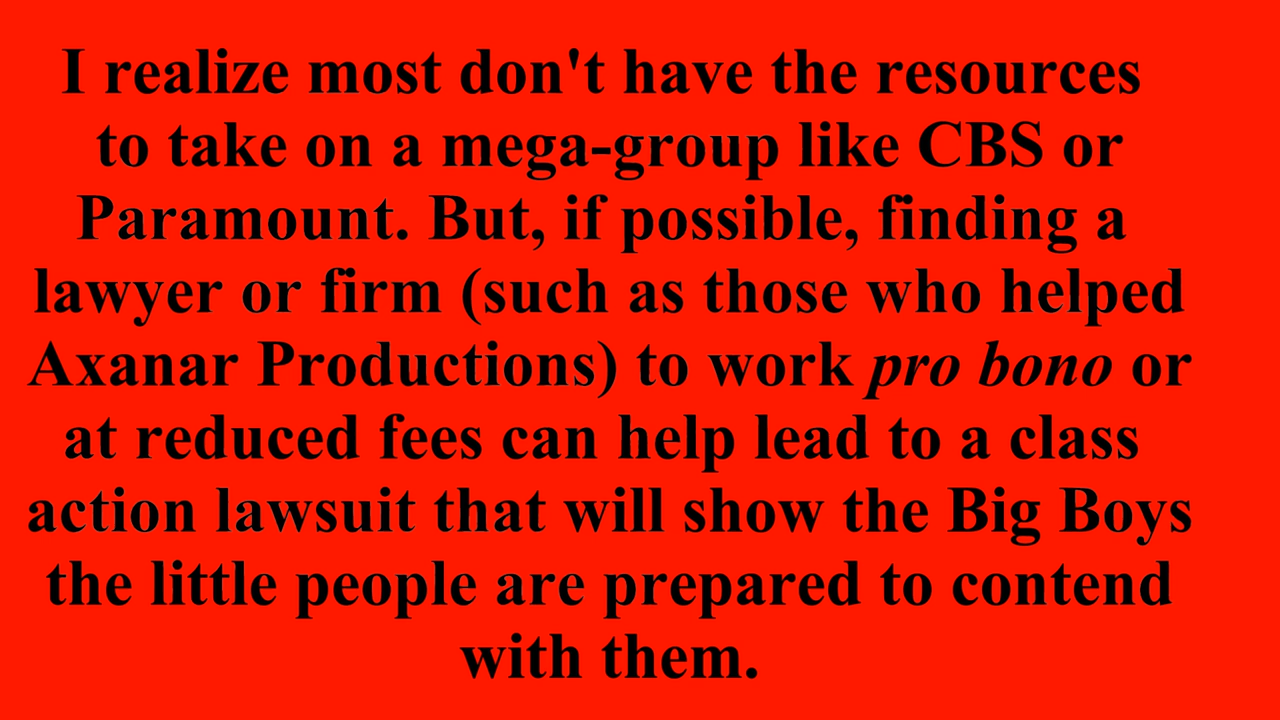 I realize most don't have the resources
to take on a mega-group like CBS or
Paramount. But, if possible, finding a
lawyer or firm (such as those who helped
Axanar Productions) to work pro bono or
at reduced fees can help lead to a class
action lawsuit that will show the Big Boys
the little people are prepared to contend
with them.